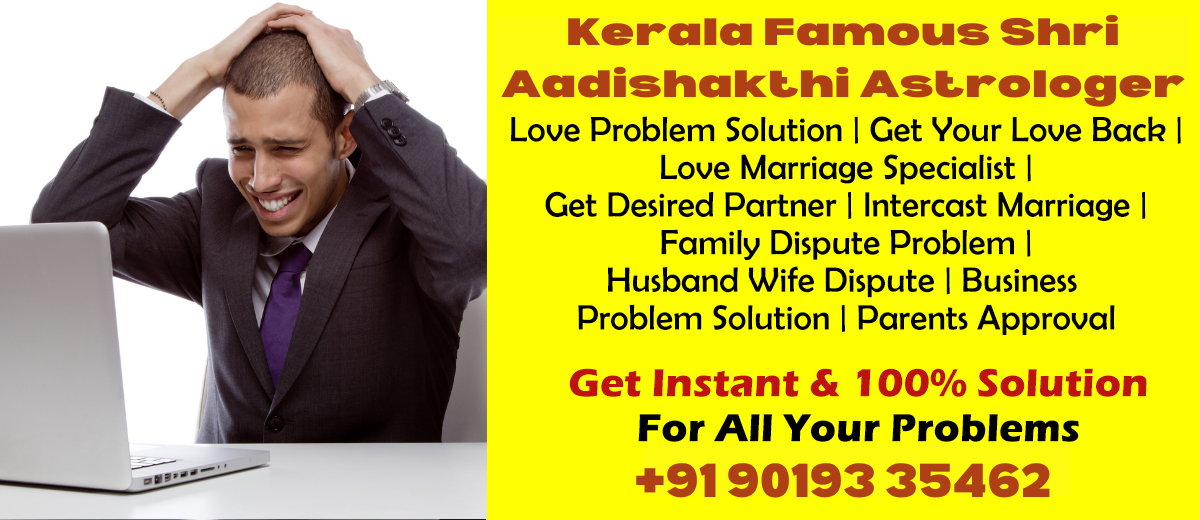 Kerala Famous Shri
Aadishakthi Astrologer
Love Problem Solution | Get Your Love Back |
Love Marriage Specialist |
Get Desired Partner | Intercast Marriage |
Family Dispute Problem |
Husband Wife Dispute | Business
Problem Solution | Parents Approval
Get Instant & 100% Solution
For All Your Problems
+91 90193 35462